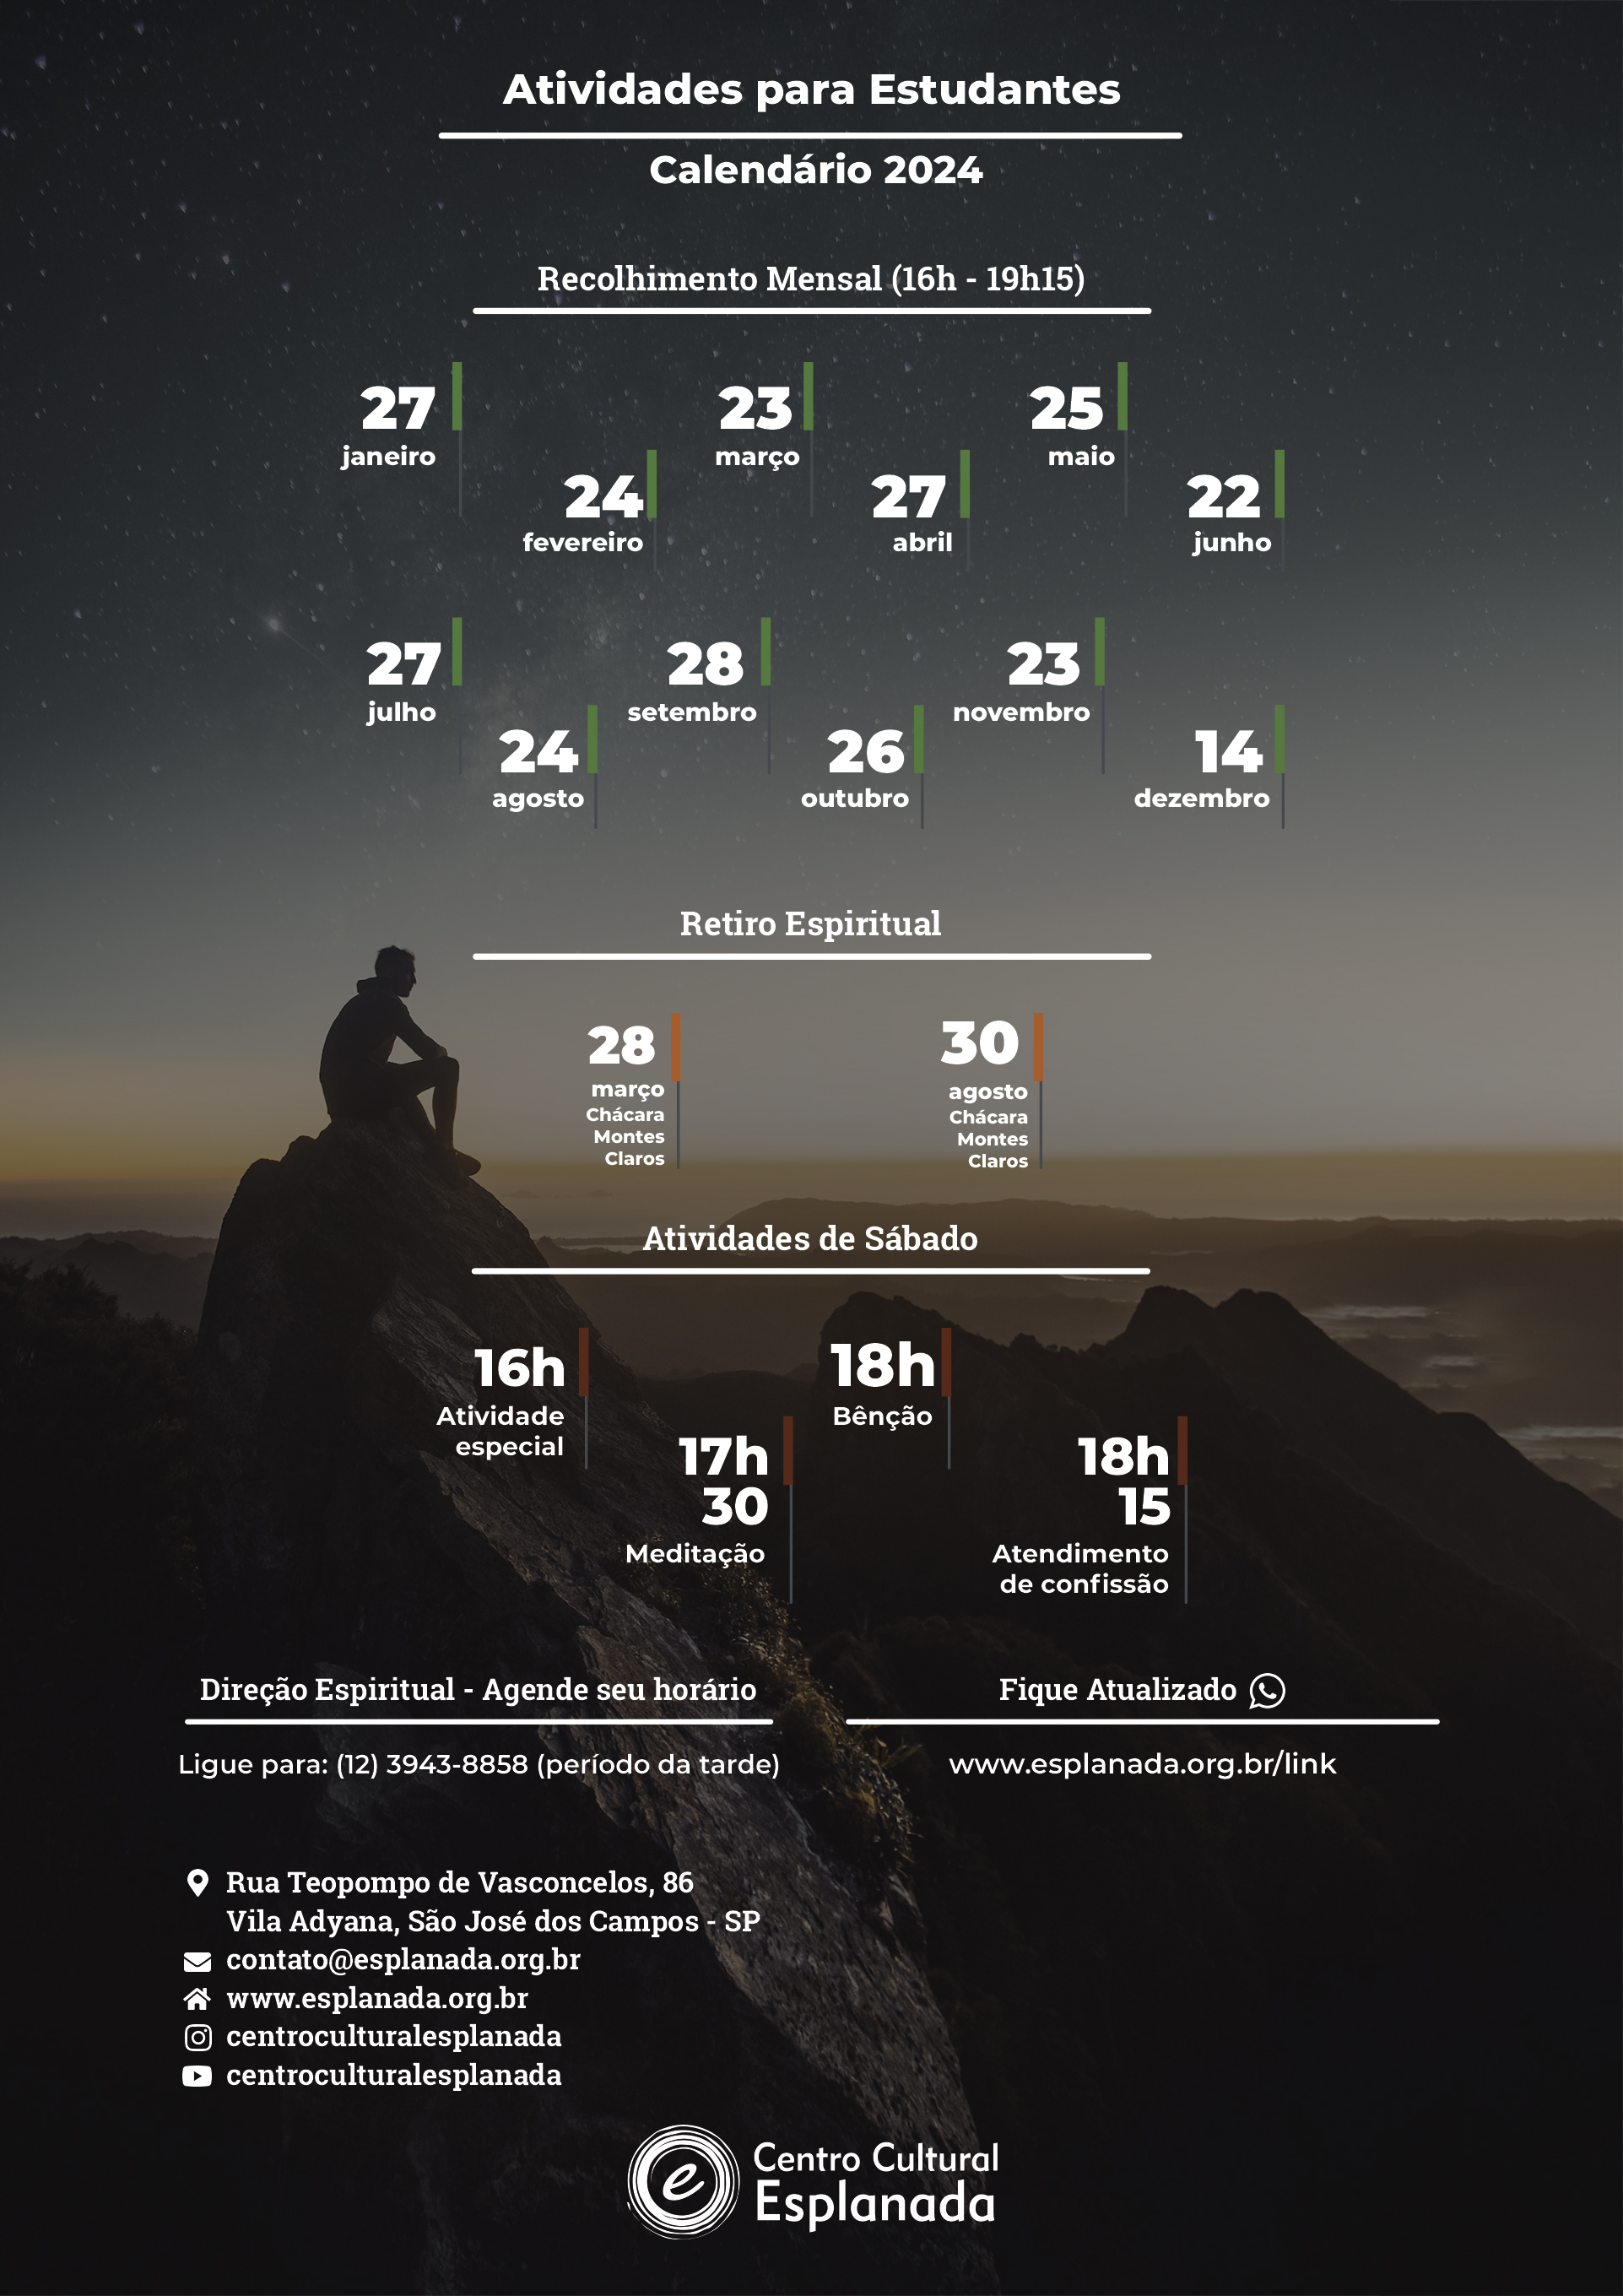 Atividades para Estudantes
Calendário 2024
Recolhimento Mensal (16h - 19h15)
27
janeiro
24
fevereiro
23
março
27
abril
25
maio
22
junho
27
julho
24
agosto
28
setembro
26
outubro
23
novembro
14
dezembro
Retiro Espiritual
28
março
Chácara
Montes
Claros
30
agosto
Chácara
Montes
Claros
Atividades de Sábado
16h
Atividade
especial
17h
30
Meditação
18h
Bênção
18h
15
Atendimento
de confissão
Direção Espiritual - Agende seu horário
Ligue para: (12) 3943-8858 (período da tarde)
Fique Atualizado
www.esplanada.org.br/link
Rua Teopompo de Vasconcelos, 86
Vila Adyana, São José dos Campos - SP
contato@esplanada.org.br
www.esplanada.org.br
centroculturalesplanada
centroculturalesplanada
e
Centro Cultural
Esplanada